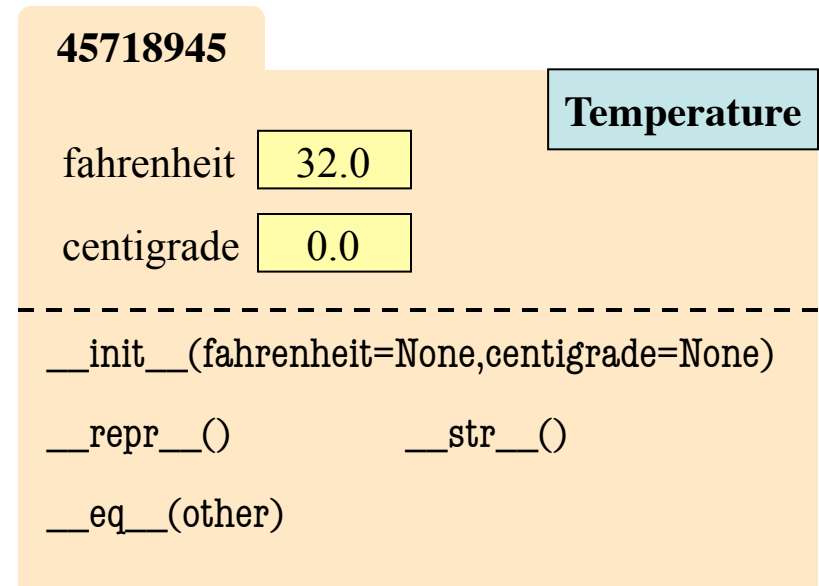 45718945
Temperature
fahrenheit 32.0
centigrade 0.0
__init__(fahrenheit=None,centigrade=None)
__repr__() __str__()
__eq__(other)